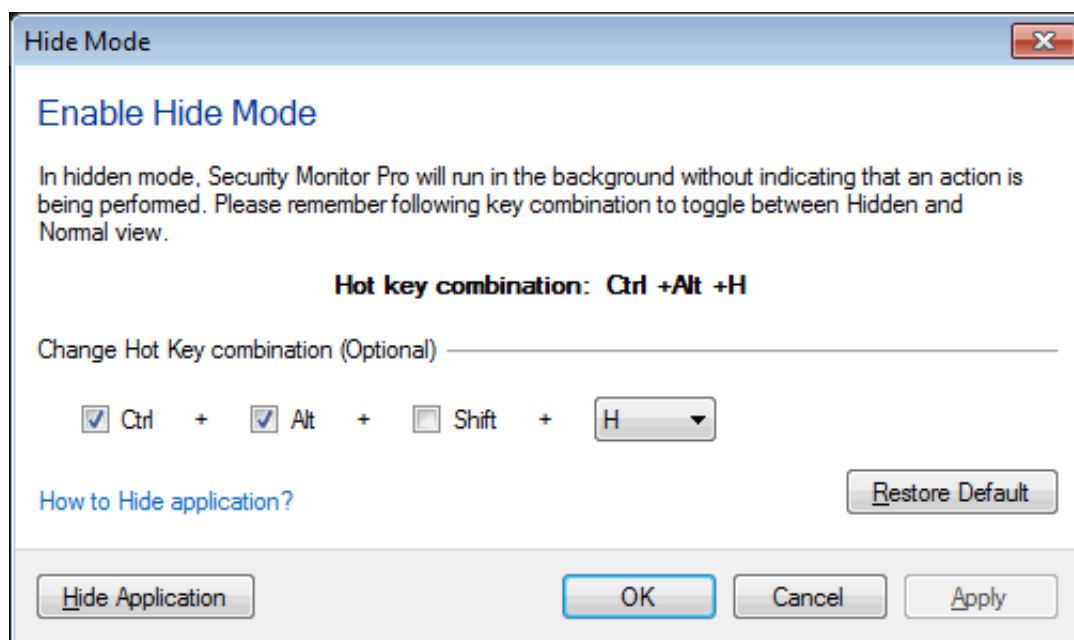 Hide Mode
Enable Hide Mode
In hidden mode, Security Monitor Pro will run in the background without indicating that an action is
being performed. Please remember following key combination to toggle between Hidden and
Normal view.
Hot key combination: Ctrl +Alt +H
Change Hot Key combination (Optional)
Ctrl + Alt + Shift + H
How to Hide application?
Restore Default
Hide Application OK Cancel Apply